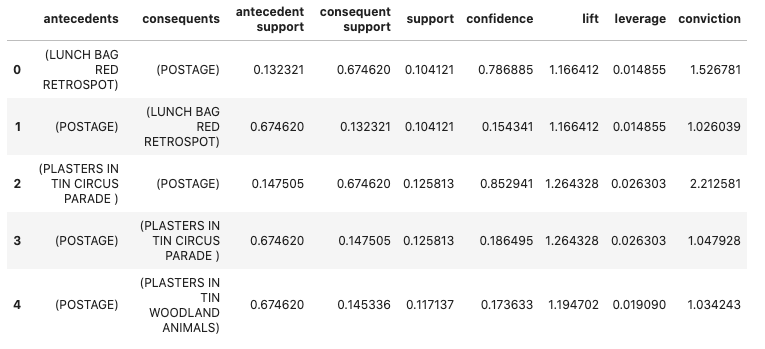 antecedents consequents antecedent support consequent support support confidence lift leverage conviction
0 (LUNCH BAG RED RETROSPOT) (POSTAGE) 0.132321 0.674620 0.104121 0.786885 1.166412 0.014855 1.526781
1 (POSTAGE) (LUNCH BAG RED RETROSPOT) 0.674620 0.132321 0.104121 0.154341 1.166412 0.014855 1.026039
2 (PLASTERS IN TIN CIRCUS PARADE ) (POSTAGE) 0.147505 0.674620 0.125813 0.852941 1.264328 0.026303 2.212581
3 (POSTAGE) (PLASTERS IN TIN CIRCUS PARADE ) 0.674620 0.147505 0.125813 0.186495 1.264328 0.026303 1.047928
4 (POSTAGE) (PLASTERS IN TIN WOODLAND ANIMALS) 0.674620 0.145336 0.117137 0.173633 1.194702 0.019090 1.034243